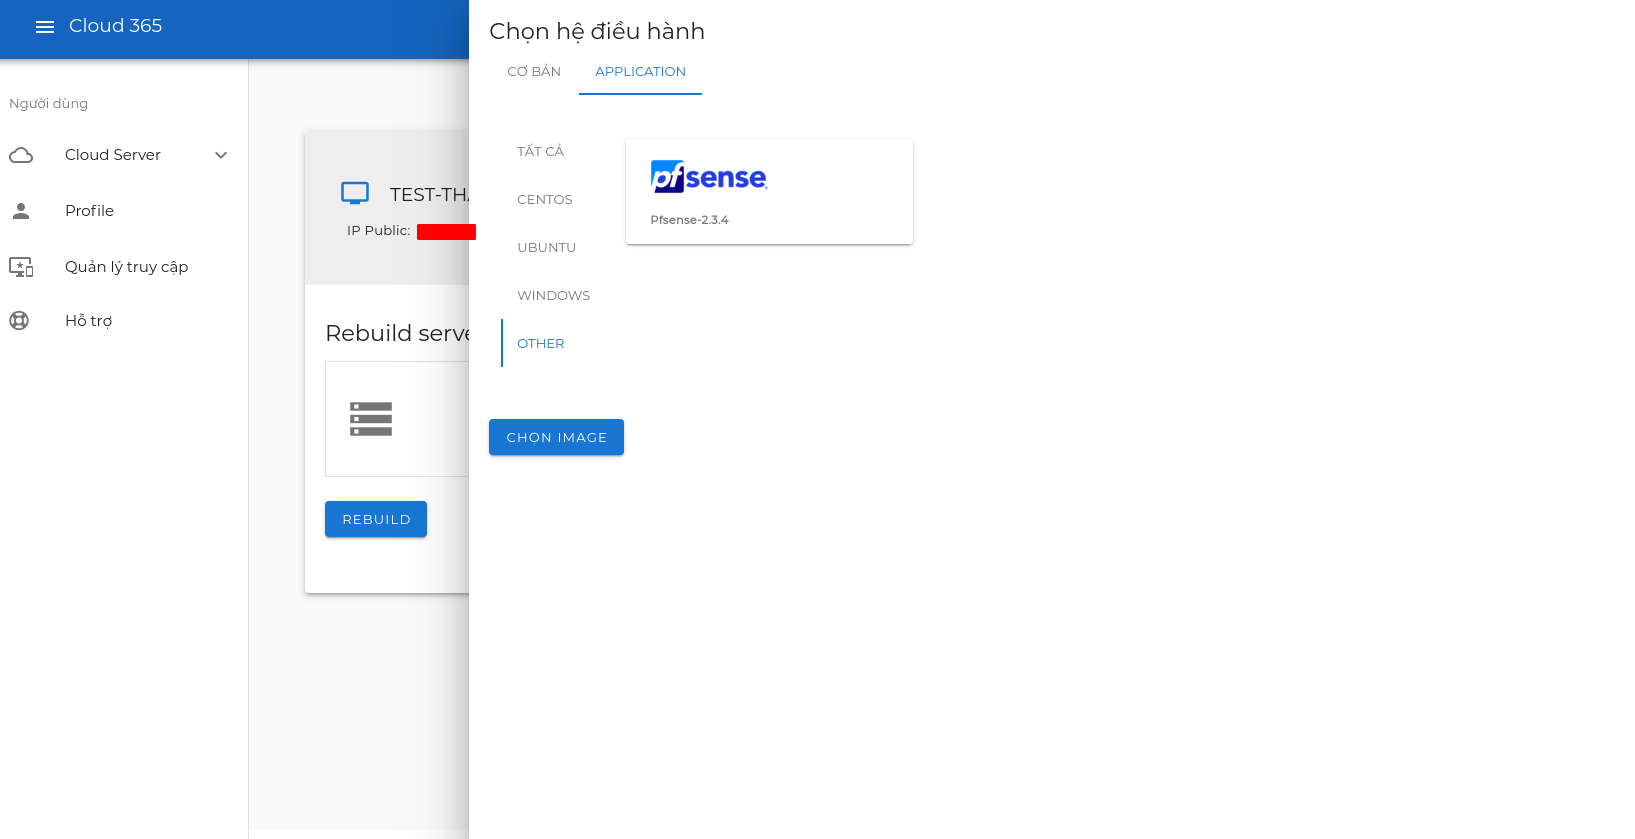 Cloud 365
Người dùng
Cloud Server
Profile
Quản lý truy cập
Hỗ trợ
TEST-TH
IP Public:
Rebuild serve
REBUILD
Chọn hệ điều hành
CƠ BẢN
APPLICATION
TẤT CẢ
CENTOS
UBUNTU
WINDOWS
OTHER
pfsense
Pfsense-2.3.4
CHỌN IMAGE